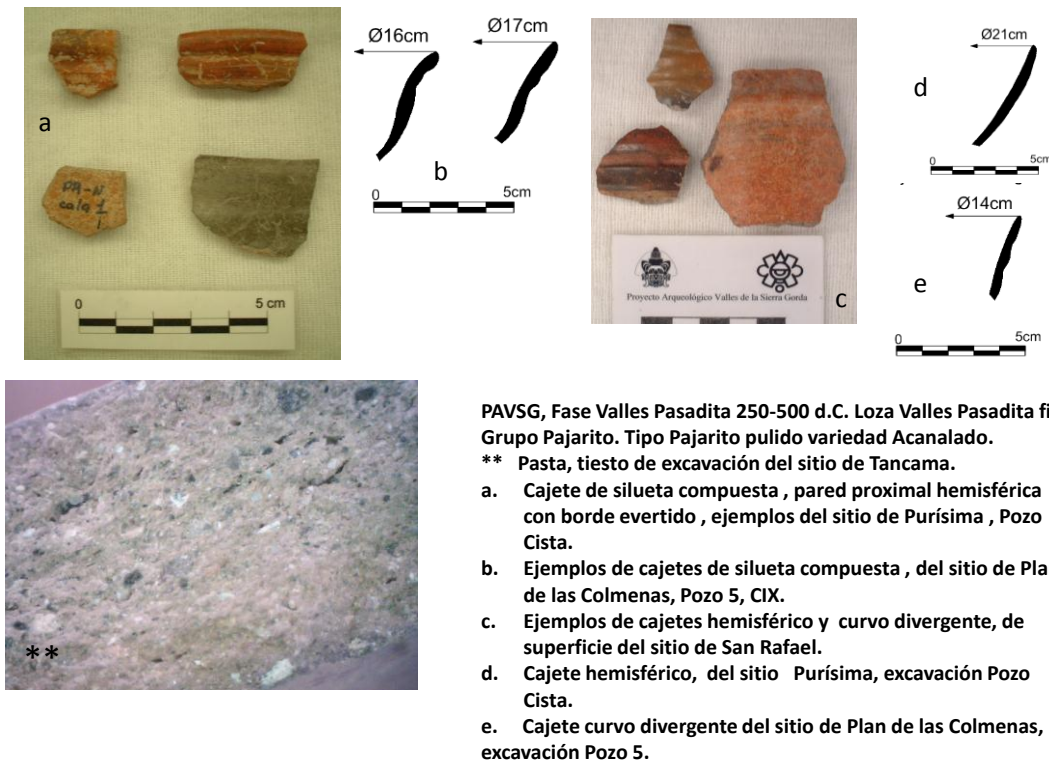 a
PA-N
cala 1
1
0 5 cm
Ø16cm
Ø17cm
b
0 5cm
Proyecto Arqueológico Valles de la Sierra Gorda
c
Ø21cm
d
0 5cm
Ø14cm
e
0 5cm
**
PAVSG, Fase Valles Pasadita 250-500 d.C. Loza Valles Pasadita fi
Grupo Pajarito. Tipo Pajarito pulido variedad Acanalado.
** Pasta, tiesto de excavación del sitio de Tancama.
a. Cajete de silueta compuesta , pared proximal hemisférica
con borde evertido , ejemplos del sitio de Purísima , Pozo
Cista.
b. Ejemplos de cajetes de silueta compuesta , del sitio de Pla
de las Colmenas, Pozo 5, CIX.
c. Ejemplos de cajetes hemisférico y curvo divergente, de
superficie del sitio de San Rafael.
d. Cajete hemisférico, del sitio Purísima, excavación Pozo
Cista.
e. Cajete curvo divergente del sitio de Plan de las Colmenas,
excavación Pozo 5.